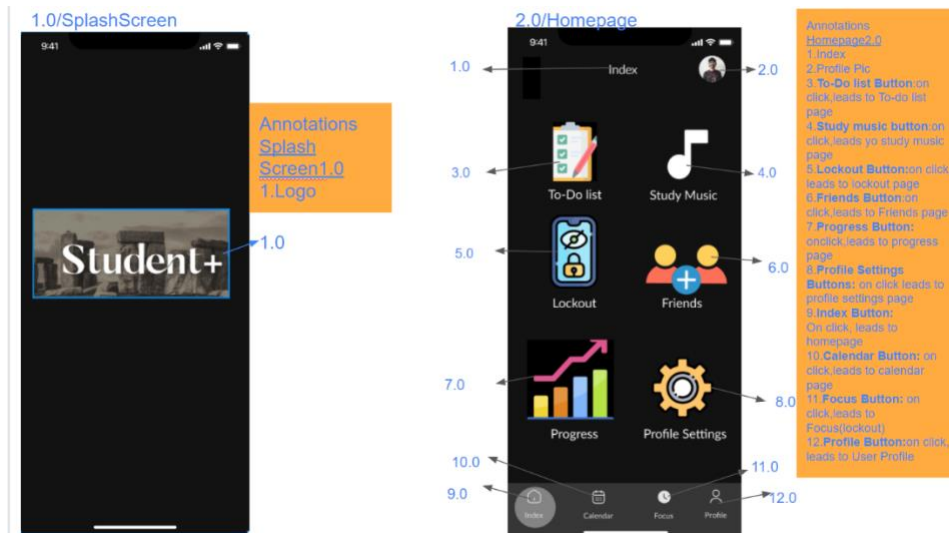 1.0/SplashScreen
9:41
Student+
1.0
Annotations
Splash
Screen1.0
1.Logo
2.0/Homepage
9:41
Index
1.0
2.0
3.0
To-Do list
4.0
Study Music
5.0
Lockout
6.0
Friends
7.0
Progress
8.0
Profile Settings
10.0
11.0
9.0
12.0
Index
Calendar
Focus
Profile
Annotations
Homepage2.0
1.Index
2.Profile Pic
3.To-Do list Button:on
click,leads to To-do list
page
4.Study music button:on
click,leads yo study music
page
5.Lockout Button:on click
leads to lockout page
6.Friends Button:on
click,leads to Friends page
7.Progress Button:
onclick,leads to progress
page
8.Profile Settings
Buttons: on click leads to
profile settings page
9.Index Button:
On click, leads to
homepage
10.Calendar Button: on
click,leads to calendar
page
11.Focus Button: on
click,leads to
Focus(lockout)
12.Profile Button:on click,
leads to User Profile